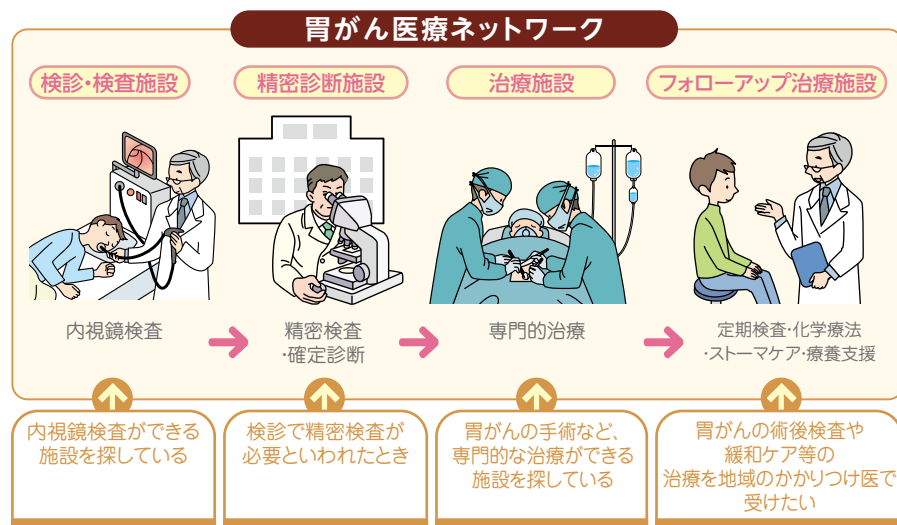 胃がん医療ネットワーク
検診・検査施設
精密診断施設
治療施設
フォローアップ治療施設
内視鏡検査
精密検査
・確定診断
専門的治療
定期検査・化学療法
・ストーマケア・療養支援
内視鏡検査ができる
施設を探している
検診で精密検査が
必要といわれたとき
胃がんの手術など、
専門的な治療ができる
施設を探している
胃がんの術後検査や
緩和ケア等の
治療を地域のかかりつけ医で
受けたい